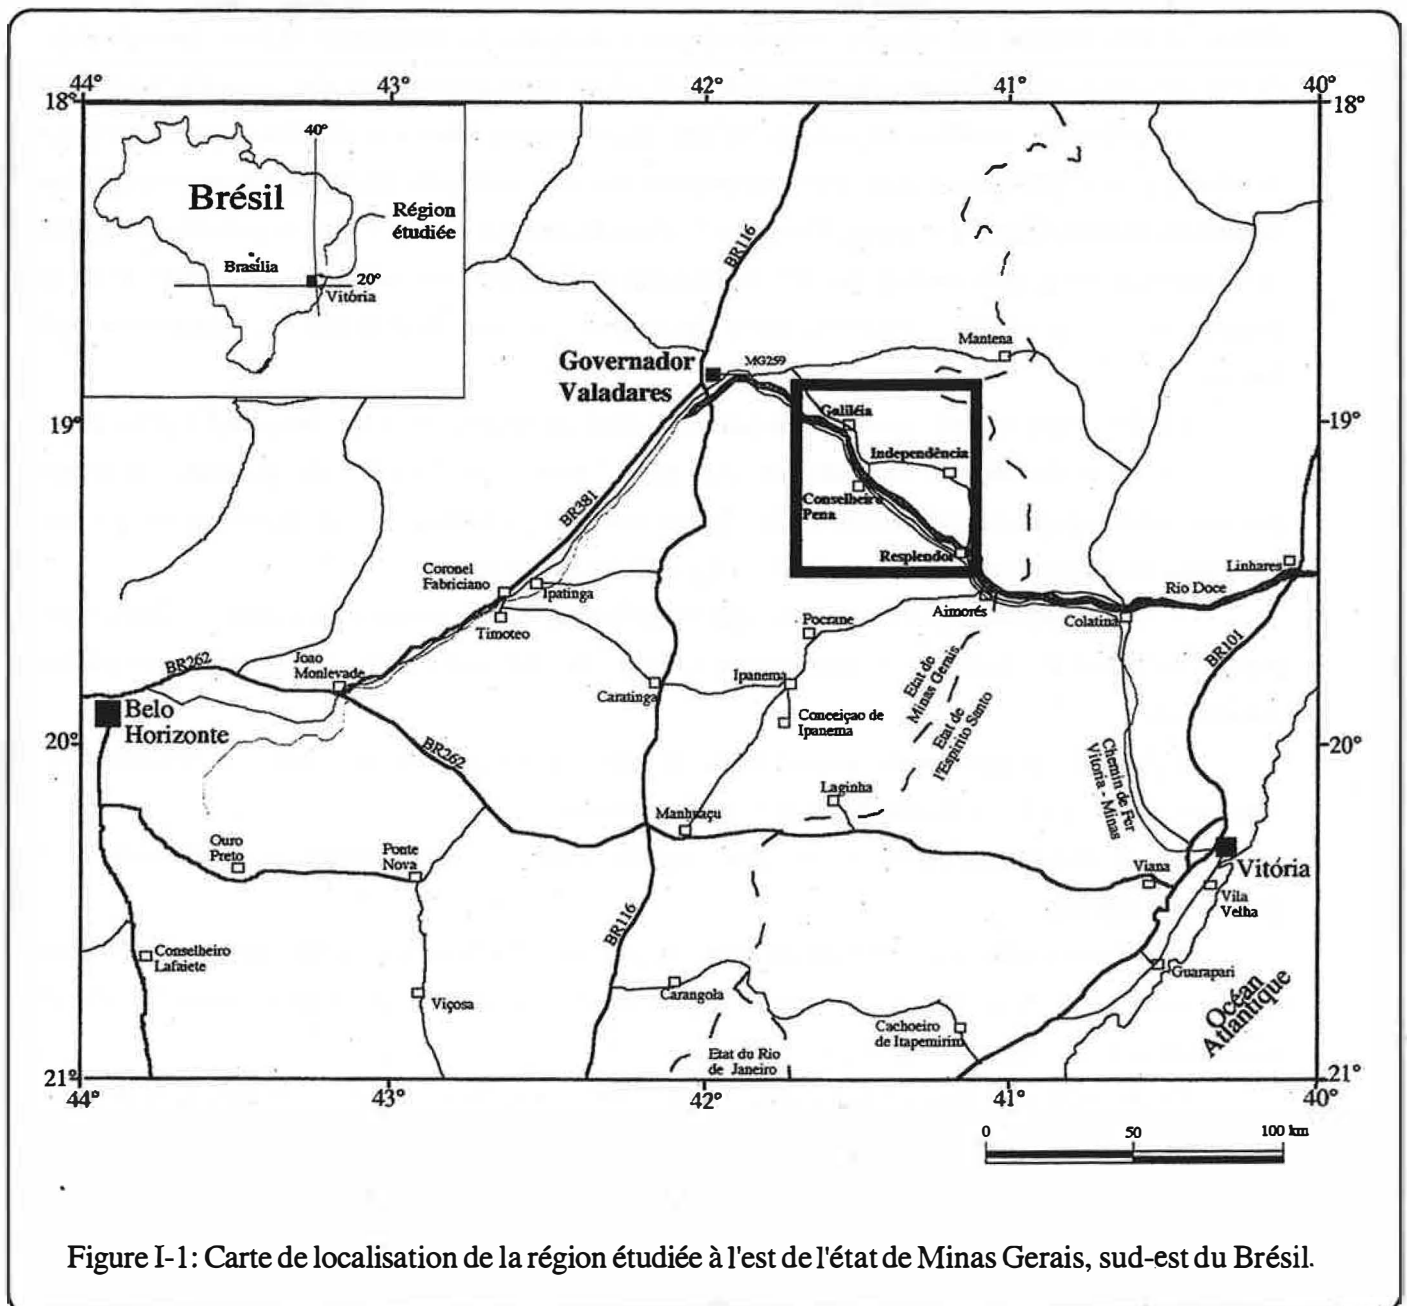 44°
43°
42°
41°
40°
18°
18°
40°
Brésil
Région
étudiée
Brasília
20°
Vitória
BR116
Mantena
MG259
Governador
Valadares
19°
19°
Galiléia
Independência
Conselheiro
Pena
Resplendor
BR381
Coronel
Fabriciano
Ipatinga
Timoteo
Linhares
Rio Doce
Aimorés
Colatina
Pocrane
BR101
BR262
Joao
Monlevade
Caratinga
Ipanema
Etat de
Minas Gerais
Etat de
l'Espirito Santo
Belo
Horizonte
Conceiçao de
Ipanema
20°
20°
BR262
Chemin de Fer
Vitoria - Minas
Laginha
Manhuaçu
Ouro
Preto
Ponte
Nova
Viana
Vitória
Vila
Velha
BR116
Conselheiro
Lafaiete
Guarapari
Viçosa
Carangola
Océan
Atlantique
Cachoeiro
de Itapemirim
Etat du Rio
de Janeiro
21°
21°
44°
43°
42°
41°
40°
0
50
100 km
Figure I-1: Carte de localisation de la région étudiée à l'est de l'état de Minas Gerais, sud-est du Brésil.